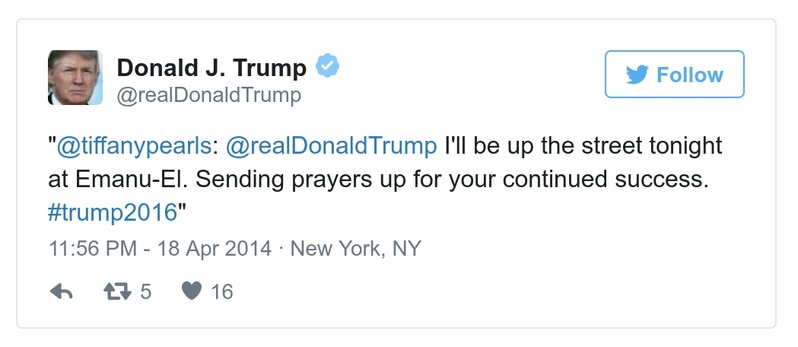 Donald J. Trump
@realDonaldTrump
Follow
"@tiffanypearls: @realDonaldTrump I'll be up the street tonight
at Emanu-El. Sending prayers up for your continued success.
#trump2016"
11:56 PM - 18 Apr 2014 · New York, NY
5 16